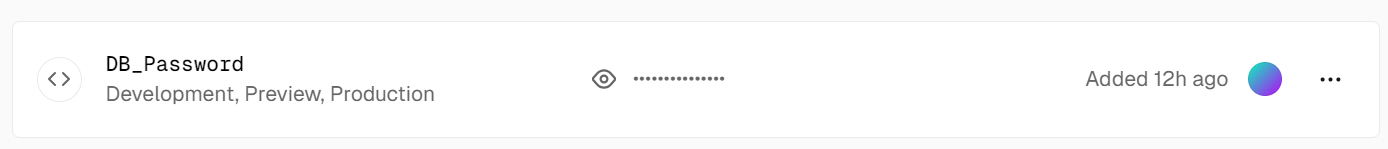 DB_Password
Development, Preview, Production
•••••••••••••••
Added 12h ago